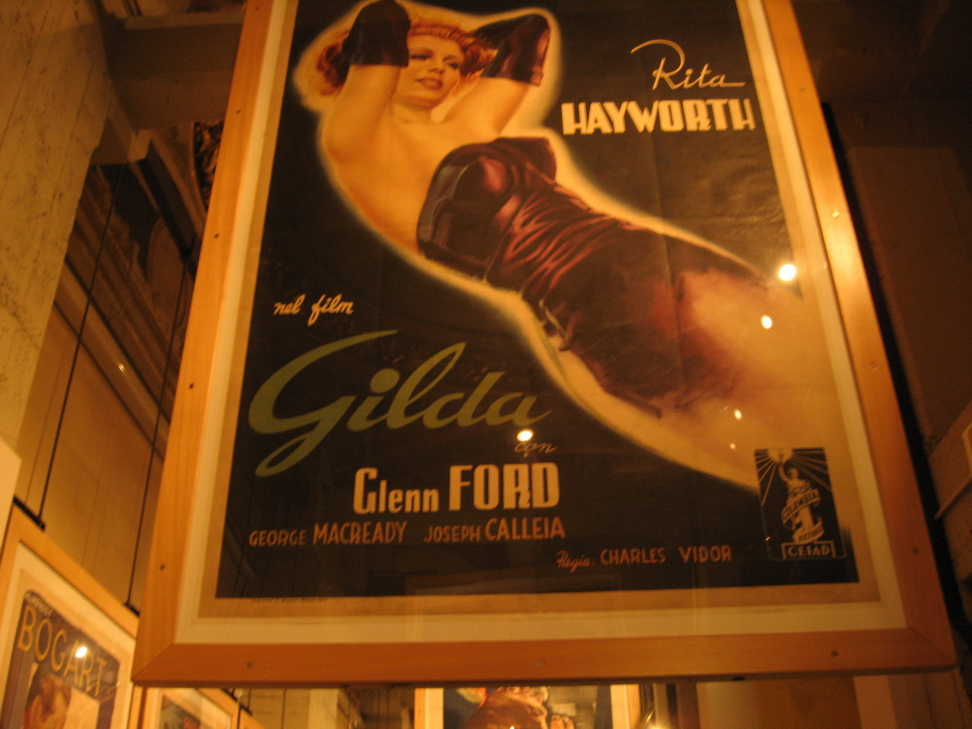 Rita
HAYWORTH
nel film
Gilda
con
Glenn FORD
GEORGE MACREADY JOSEPH CALLEIA
Regia: CHARLES VIDOR
CEIAD
BOGART